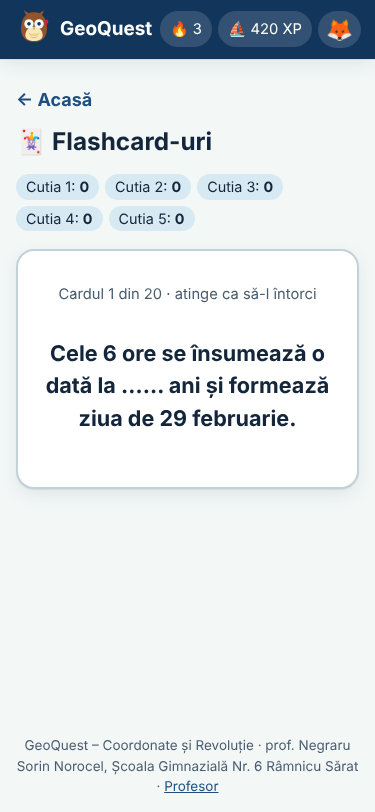 GeoQuest 🔥 3 ⛵ 420 XP
← Acasă
Flashcard-uri
Cutia 1: 0 Cutia 2: 0 Cutia 3: 0
Cutia 4: 0 Cutia 5: 0
Cardul 1 din 20 · atinge ca să-l întorci
Cele 6 ore se însumează o
dată la ...... ani și formează
ziua de 29 februarie.
GeoQuest – Coordonate și Revoluție · prof. Negraru
Sorin Norocel, Școala Gimnazială Nr. 6 Râmnicu Sărat
· Profesor